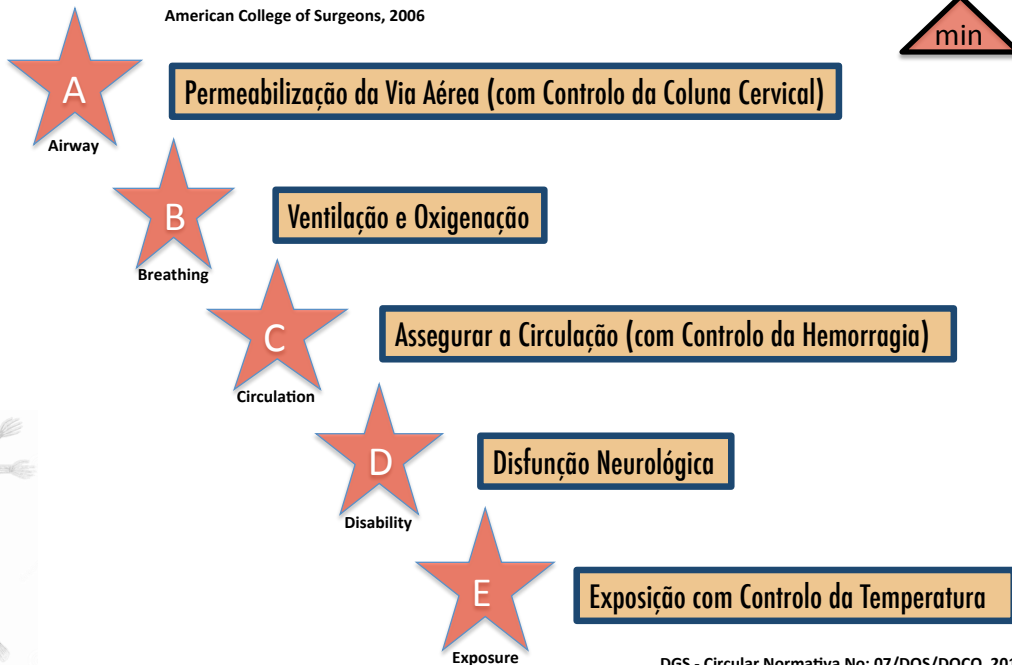 American College of Surgeons, 2006
min
A
Permeabilização da Via Aérea (com Controlo da Coluna Cervical)
Airway
B
Ventilação e Oxigenação
Breathing
C
Assegurar a Circulação (com Controlo da Hemorragia)
Circulation
D
Disfunção Neurológica
Disability
E
Exposição com Controlo da Temperatura
Exposure
DGS - Circular Normativa No: 07/DQS/DQCO, 201